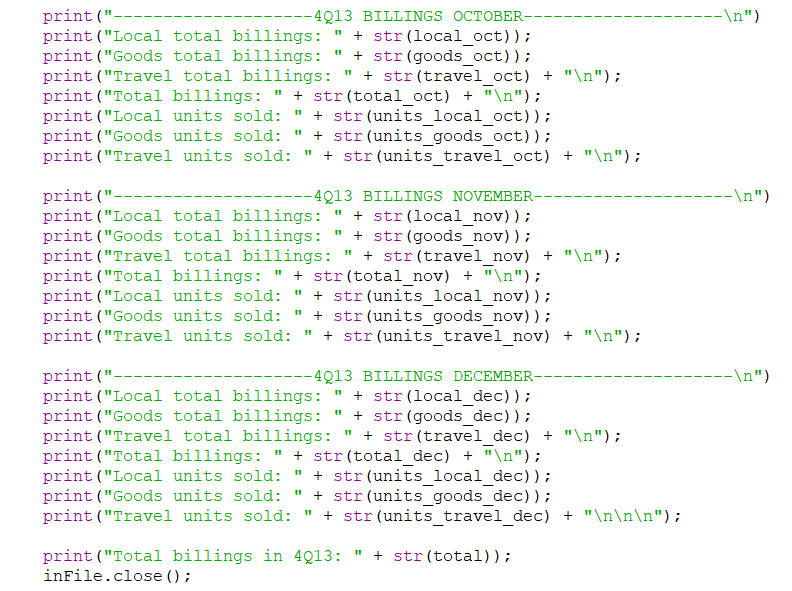 print("--------------------4Q13 BILLINGS OCTOBER--------------------\n")
print("Local total billings: " + str(local_oct));
print("Goods total billings: " + str(goods_oct));
print("Travel total billings: " + str(travel_oct) + "\n");
print("Total billings: " + str(total_oct) + "\n");
print("Local units sold: " + str(units_local_oct));
print("Goods units sold: " + str(units_goods_oct));
print("Travel units sold: " + str(units_travel_oct) + "\n");

print("--------------------4Q13 BILLINGS NOVEMBER--------------------\n")
print("Local total billings: " + str(local_nov));
print("Goods total billings: " + str(goods_nov));
print("Travel total billings: " + str(travel_nov) + "\n");
print("Total billings: " + str(total_nov) + "\n");
print("Local units sold: " + str(units_local_nov));
print("Goods units sold: " + str(units_goods_nov));
print("Travel units sold: " + str(units_travel_nov) + "\n");

print("--------------------4Q13 BILLINGS DECEMBER--------------------\n")
print("Local total billings: " + str(local_dec));
print("Goods total billings: " + str(goods_dec));
print("Travel total billings: " + str(travel_dec) + "\n");
print("Total billings: " + str(total_dec) + "\n");
print("Local units sold: " + str(units_local_dec));
print("Goods units sold: " + str(units_goods_dec));
print("Travel units sold: " + str(units_travel_dec) + "\n\n\n");

print("Total billings in 4Q13: " + str(total));
inFile.close();